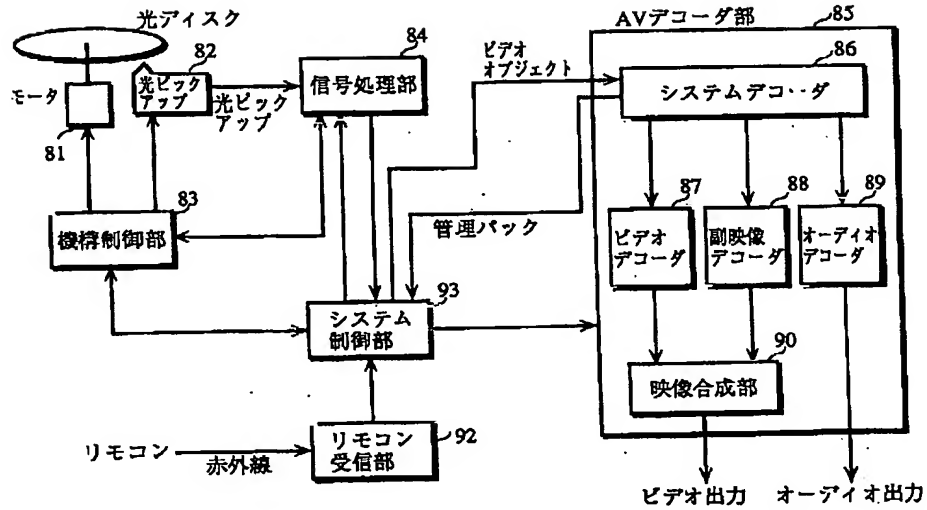 光ディスク
82
光ピック
アップ
光ピック
アップ
モータ
81
84
信号処理部
83
機構制御部
ビデオ
オブジェクト
管理パック
93
システム
制御部
リモコン
赤外線
リモコン
受信部
92
AVデコーダ部
85
86
システムデコーダ
87
ビデオ
デコーダ
88
副映像
デコーダ
89
オーディオ
デコーダ
90
映像合成部
ビデオ出力
オーディオ出力